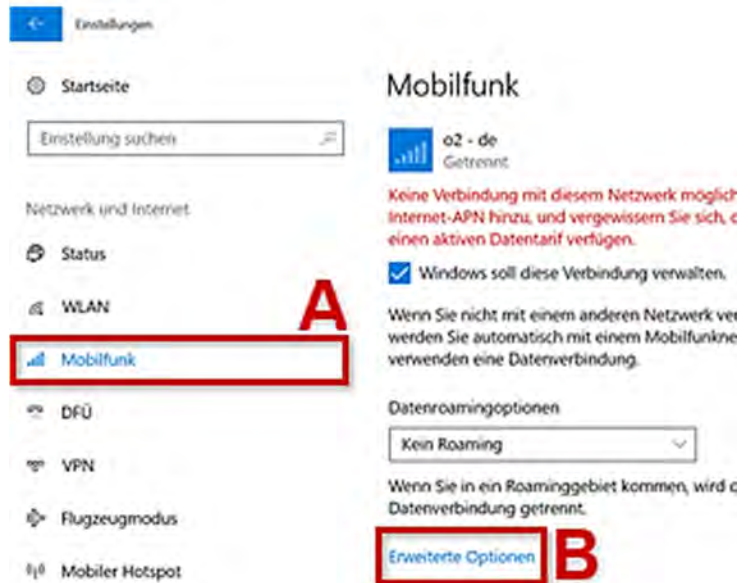 Einstellungen
Startseite
Einstellung suchen
Netzwerk und Internet
Status
WLAN
A
Mobilfunk
DFÜ
VPN
Flugzeugmodus
Mobiler Hotspot
Mobilfunk
o2 - de
Getrennt
Keine Verbindung mit diesem Netzwerk möglich
Internet-APN hinzu, und vergewissern Sie sich, d
einen aktiven Datentarif verfügen.
Windows soll diese Verbindung verwalten.
Wenn Sie nicht mit einem anderen Netzwerk ver
werden Sie automatisch mit einem Mobilfunkne
verwenden eine Datenverbindung.
Datenroamingoptionen
Kein Roaming
Wenn Sie in ein Roaminggebiet kommen, wird d
Datenverbindung getrennt.
Erweiterte Optionen
B